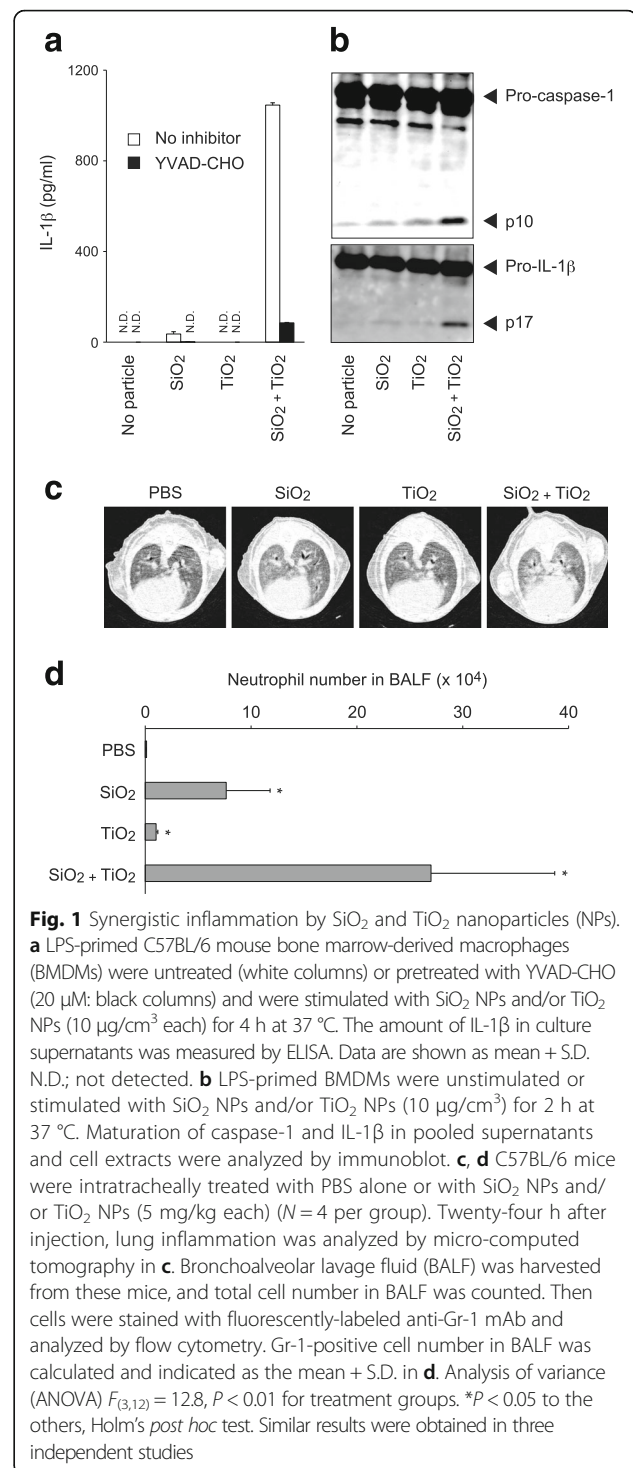 a
b
1200
800
400
0
IL-1β (pg/ml)
No inhibitor
YVAD-CHO
N.D.
N.D.
N.D.
N.D.
N.D.
No particle
SiO2
TiO2
SiO2 + TiO2
Pro-caspase-1
p10
Pro-IL-1β
p17
No particle
SiO2
TiO2
SiO2 + TiO2
c
PBS
SiO2
TiO2
SiO2 + TiO2
d
Neutrophil number in BALF (x 10⁴)
0 10 20 30 40
PBS
SiO2 *
TiO2 *
SiO2 + TiO2 *
Fig. 1 Synergistic inflammation by SiO2 and TiO2 nanoparticles (NPs).
a LPS-primed C57BL/6 mouse bone marrow-derived macrophages
(BMDMs) were untreated (white columns) or pretreated with YVAD-CHO
(20 μM: black columns) and were stimulated with SiO2 NPs and/or TiO2
NPs (10 μg/cm³ each) for 4 h at 37 °C. The amount of IL-1β in culture
supernatants was measured by ELISA. Data are shown as mean + S.D.
N.D.; not detected. b LPS-primed BMDMs were unstimulated or
stimulated with SiO2 NPs and/or TiO2 NPs (10 μg/cm³) for 2 h at
37 °C. Maturation of caspase-1 and IL-1β in pooled supernatants
and cell extracts were analyzed by immunoblot. c, d C57BL/6 mice
were intratracheally treated with PBS alone or with SiO2 NPs and/
or TiO2 NPs (5 mg/kg each) (N = 4 per group). Twenty-four h after
injection, lung inflammation was analyzed by micro-computed
tomography in c. Bronchoalveolar lavage fluid (BALF) was harvested
from these mice, and total cell number in BALF was counted. Then
cells were stained with fluorescently-labeled anti-Gr-1 mAb and
analyzed by flow cytometry. Gr-1-positive cell number in BALF was
calculated and indicated as the mean + S.D. in d. Analysis of variance
(ANOVA) F(3,12) = 12.8, P < 0.01 for treatment groups. *P < 0.05 to the
others, Holm's post hoc test. Similar results were obtained in three
independent studies